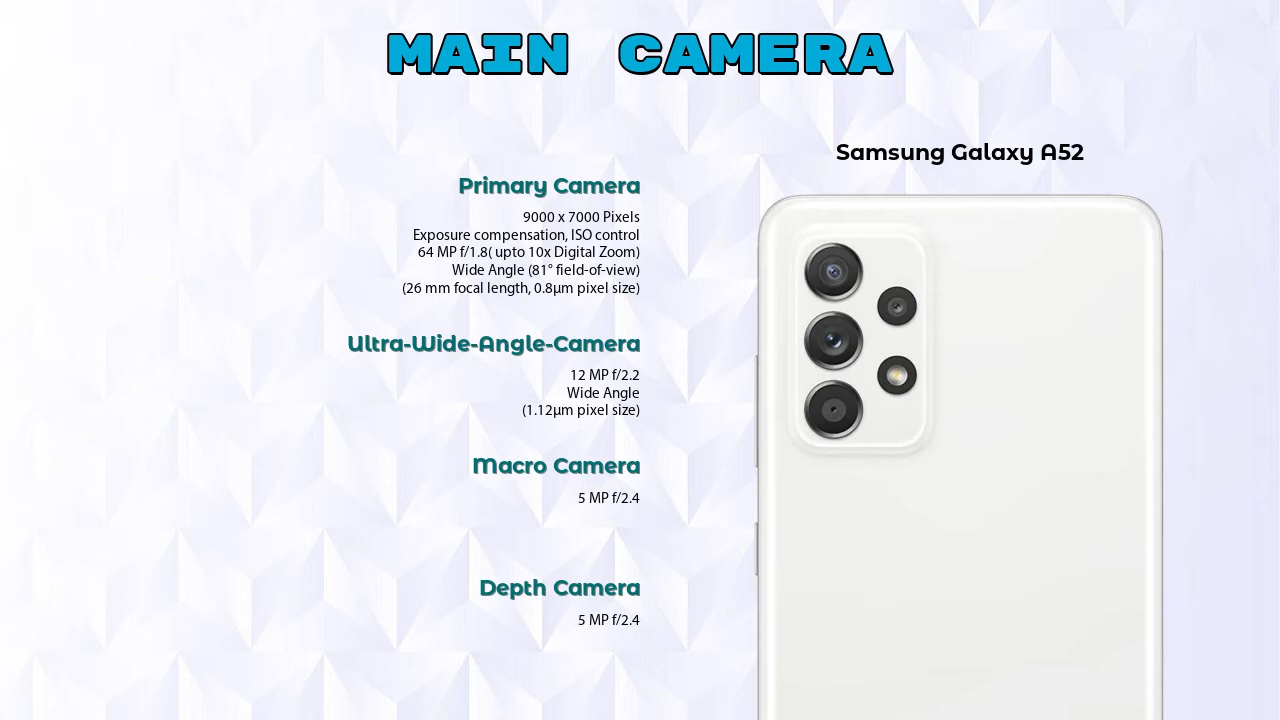 MAIN CAMERA
Samsung Galaxy A52
Primary Camera
9000 x 7000 Pixels
Exposure compensation, ISO control
64 MP f/1.8( upto 10x Digital Zoom)
Wide Angle (81° field-of-view)
(26 mm focal length, 0.8µm pixel size)
Ultra-Wide-Angle-Camera
12 MP f/2.2
Wide Angle
(1.12µm pixel size)
Macro Camera
5 MP f/2.4
Depth Camera
5 MP f/2.4